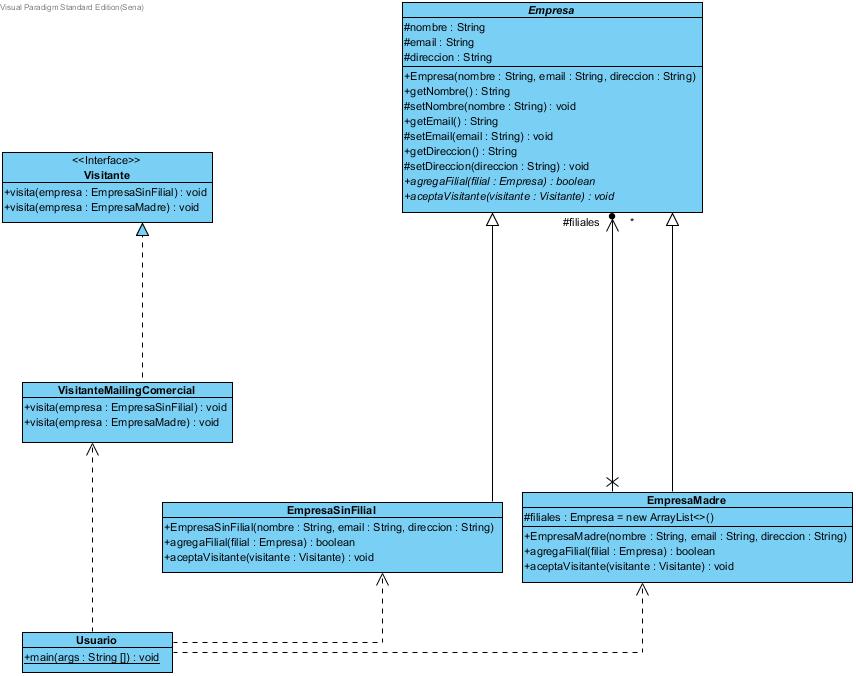 Visual Paradigm Standard Edition(Sena)
Empresa
#nombre : String
#email : String
#direccion : String
+Empresa(nombre : String, email : String, direccion : String)
+getNombre() : String
#setNombre(nombre : String) : void
+getEmail() : String
#setEmail(email : String) : void
+getDireccion() : String
#setDireccion(direccion : String) : void
+agregaFilial(filial : Empresa) : boolean
+aceptaVisitante(visitante : Visitante) : void
<<Interface>>
Visitante
+visita(empresa : EmpresaSinFilial) : void
+visita(empresa : EmpresaMadre) : void
#filiales
*
VisitanteMailingComercial
+visita(empresa : EmpresaSinFilial) : void
+visita(empresa : EmpresaMadre) : void
EmpresaSinFilial
+EmpresaSinFilial(nombre : String, email : String, direccion : String)
+agregaFilial(filial : Empresa) : boolean
+aceptaVisitante(visitante : Visitante) : void
EmpresaMadre
#filiales : Empresa = new ArrayList<>()
+EmpresaMadre(nombre : String, email : String, direccion : String)
+agregaFilial(filial : Empresa) : boolean
+aceptaVisitante(visitante : Visitante) : void
Usuario
+main(args : String []) : void